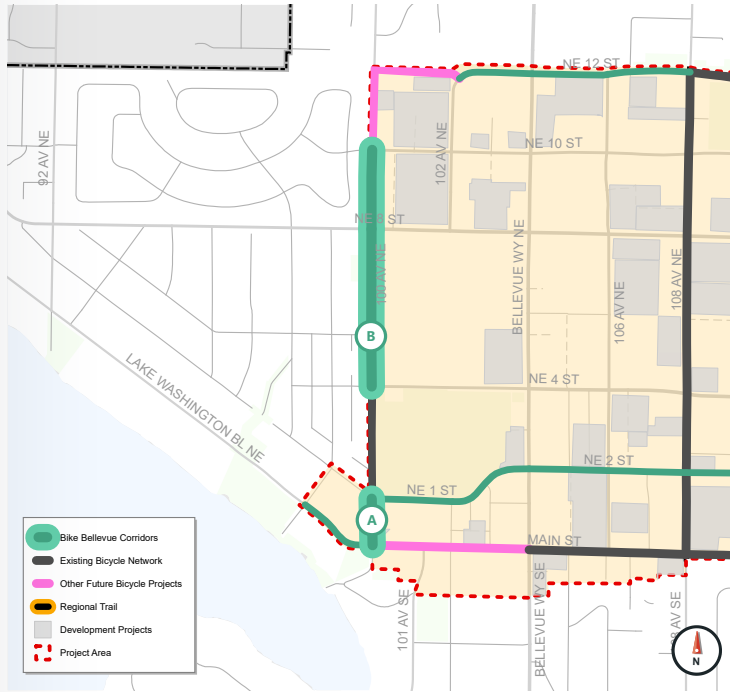 NE 12 ST
92 AV NE
102 AV NE
NE 10 ST
NE 8 ST
100 AV NE
BELLEVUE WY NE
106 AV NE
108 AV NE
B
LAKE WASHINGTON BL NE
NE 4 ST
NE 2 ST
NE 1 ST
A
MAIN ST
101 AV SE
BELLEVUE WY SE
108 AV SE
Bike Bellevue Corridors
Existing Bicycle Network
Other Future Bicycle Projects
Regional Trail
Development Projects
Project Area
N